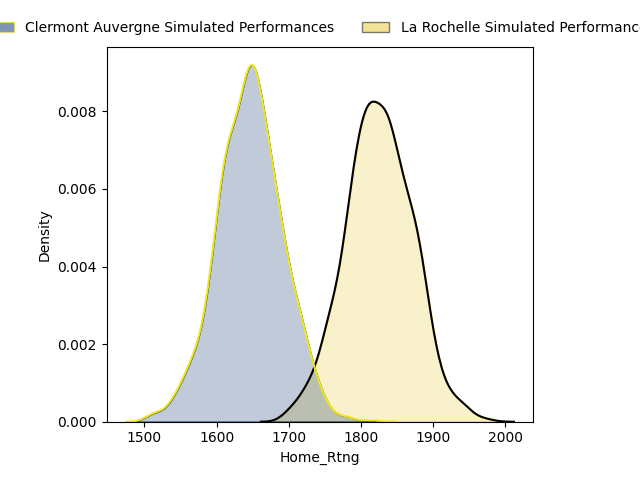 Clermont Auvergne Simulated Performances
La Rochelle Simulated Performanc
0.008
0.006
0.004
0.002
0.000
Density
1500 1600 1700 1800 1900 2000
Home_Rtng